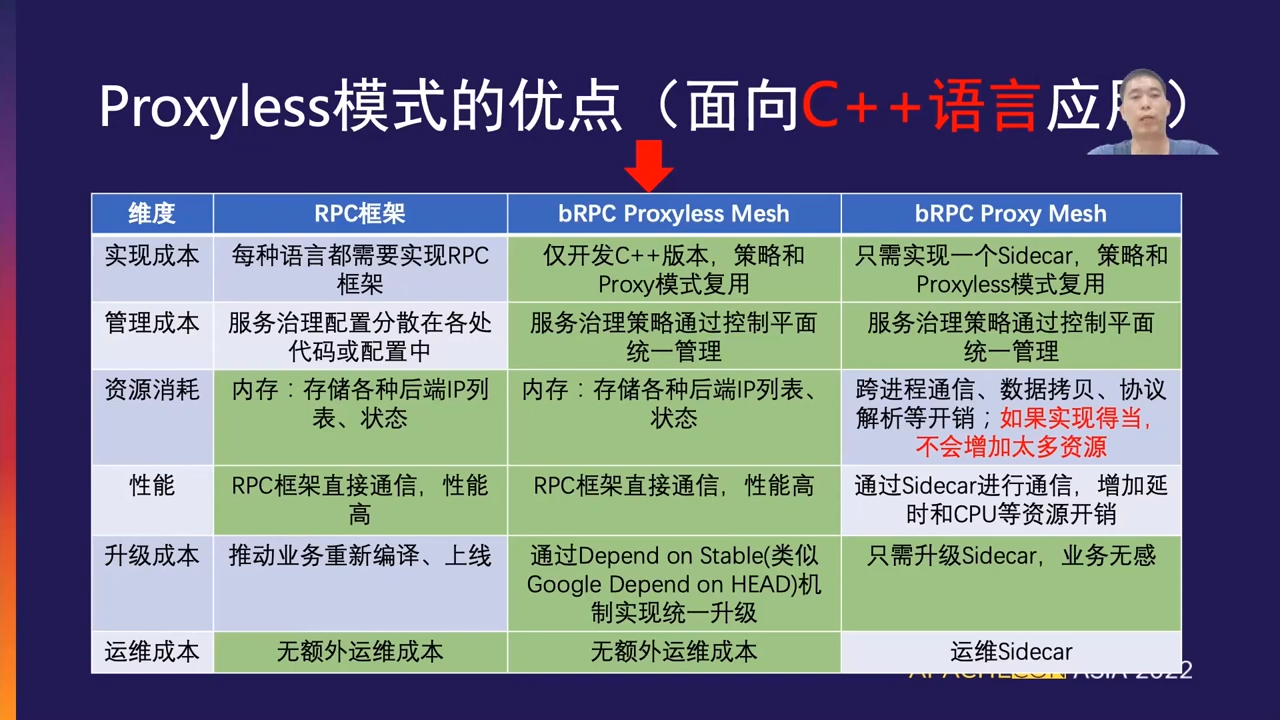 Proxyless模式的优点（面向C++语言应用）
维度 RPC框架 bRPC Proxyless Mesh bRPC Proxy Mesh
实现成本 每种语言都需要实现RPC 仅开发C++版本，策略和 只需实现一个Sidecar，策略和
框架 Proxy模式复用 Proxyless模式复用
管理成本 服务治理配置分散在各处 服务治理策略通过控制平面 服务治理策略通过控制平面
代码或配置中 统一管理 统一管理
资源消耗 内存：存储各种后端IP列 内存：存储各种后端IP列表、 跨进程通信、数据拷贝、协议
表、状态 状态 解析等开销；如果实现得当，
不会增加太多资源
性能 RPC框架直接通信，性能 RPC框架直接通信，性能高 通过Sidecar进行通信，增加延
高 时和CPU等资源开销
升级成本 推动业务重新编译、上线 通过Depend on Stable(类似 只需升级Sidecar，业务无感
Google Depend on HEAD)机
制实现统一升级
运维成本 无额外运维成本 无额外运维成本 运维Sidecar
APACHECON ASIA 2022